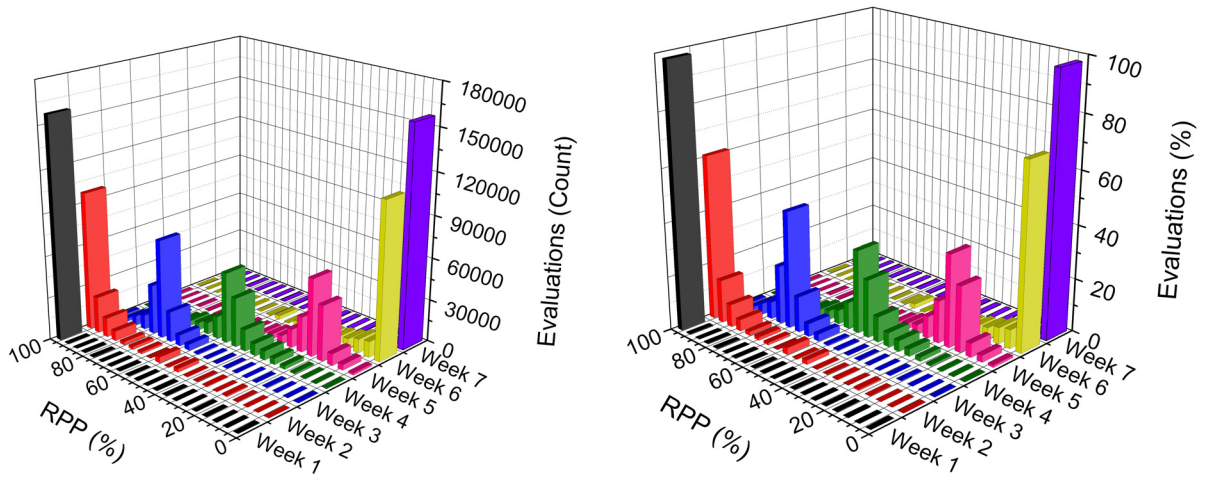 180000
150000
120000
90000
60000
30000
0
Evaluations (Count)
100
80
60
40
20
0
RPP (%)
Week 1
Week 2
Week 3
Week 4
Week 5
Week 6
Week 7
100
80
60
40
20
0
Evaluations (%)
100
80
60
40
20
0
RPP (%)
Week 1
Week 2
Week 3
Week 4
Week 5
Week 6
Week 7